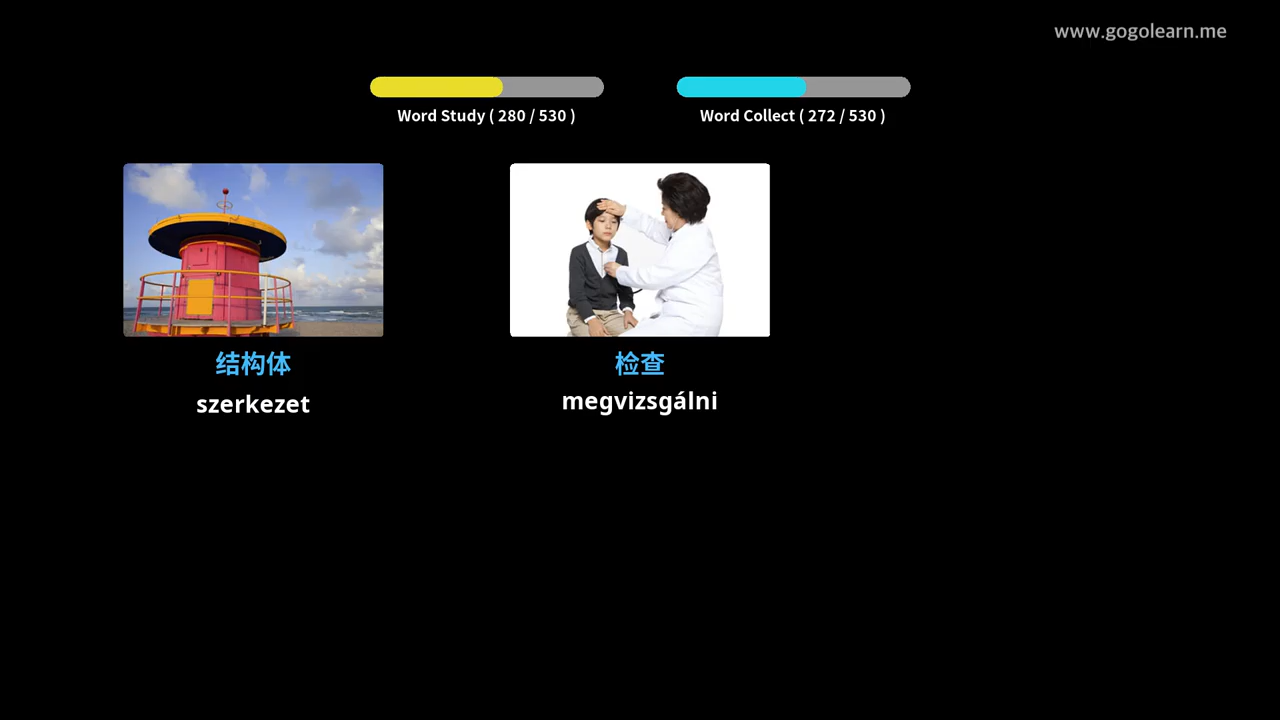 www.gogolearn.me
Word Study ( 280 / 530 )
Word Collect ( 272 / 530 )
结构体
szerkezet
检查
megvizsgálni